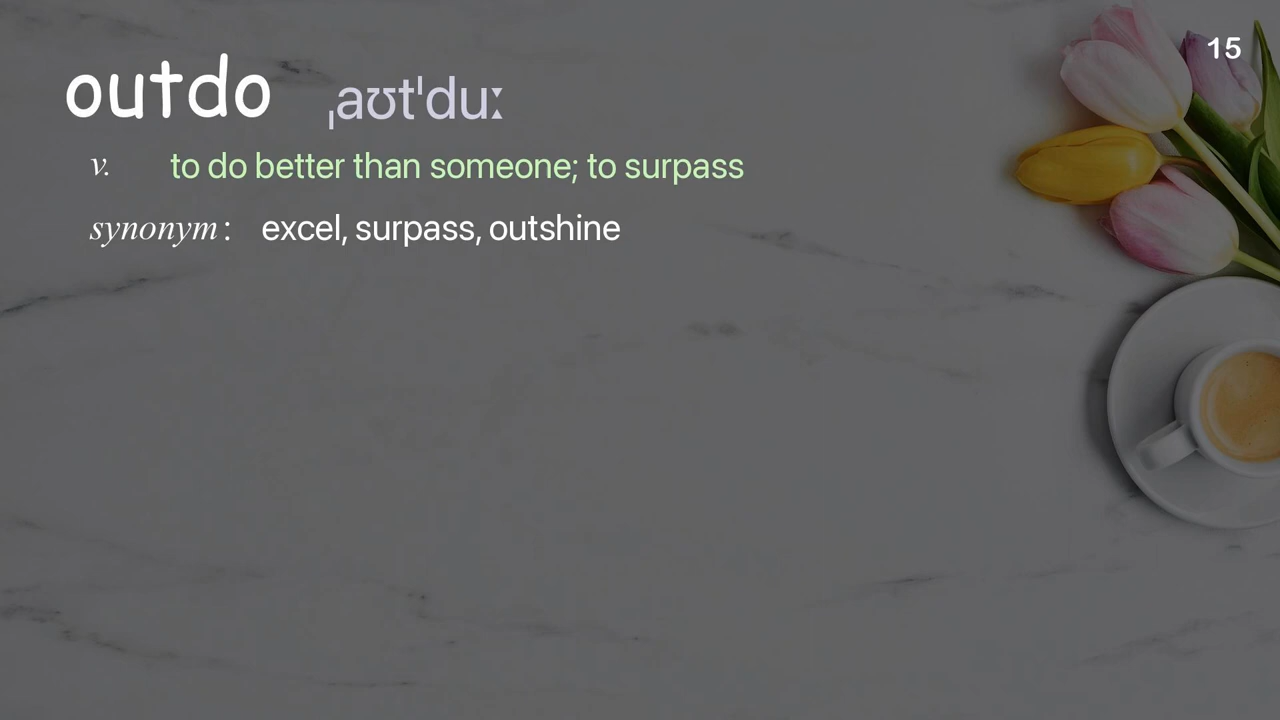 15
outdo ˌaʊtˈduː
v. to do better than someone; to surpass
synonym: excel, surpass, outshine